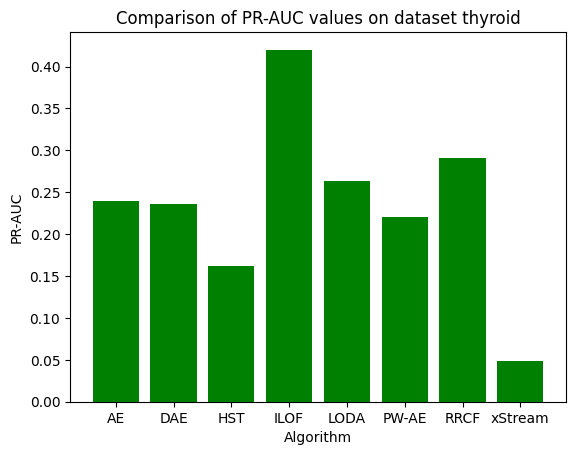 Comparison of PR-AUC values on dataset thyroid
PR-AUC
0.40
0.35
0.30
0.25
0.20
0.15
0.10
0.05
0.00
AE DAE HST ILOF LODA PW-AE RRCF xStream
Algorithm